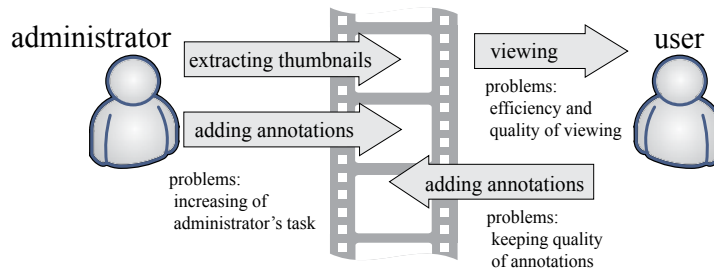 administrator
extracting thumbnails
adding annotations
problems:
increasing of
administrator's task
viewing
user
problems:
efficiency and
quality of viewing
adding annotations
problems:
keeping quality
of annotations